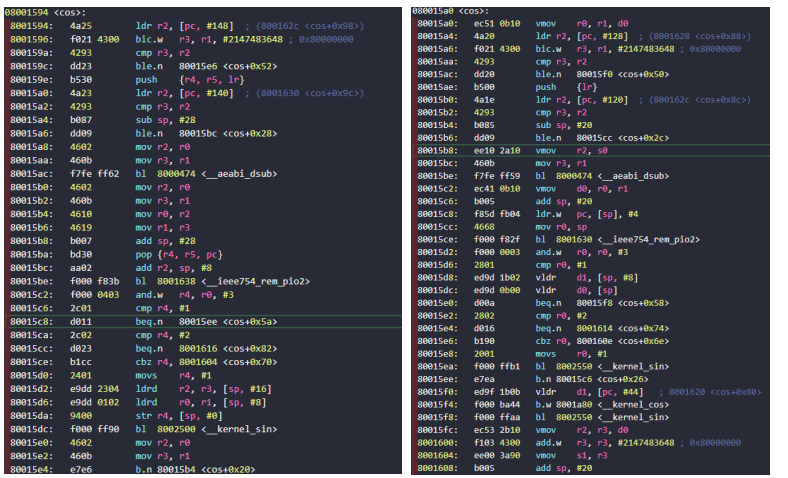 08001594 <cos>:
8001594: 4a25 ldr r2, [pc, #148] ; (800162c <cos+0x98>)
8001596: f021 4300 bic.w r3, r1, #2147483648 ; 0x80000000
800159a: 4293 cmp r3, r2
800159c: dd23 ble.n 80015e6 <cos+0x52>
800159e: b530 push {r4, r5, lr}
80015a0: 4a23 ldr r2, [pc, #140] ; (8001630 <cos+0x9c>)
80015a2: 4293 cmp r3, r2
80015a4: b087 sub sp, #28
80015a6: dd09 ble.n 80015bc <cos+0x28>
80015a8: 4602 mov r2, r0
80015aa: 460b mov r3, r1
80015ac: f7fe ff62 bl 8000474 <__aeabi_dsub>
80015b0: 4602 mov r2, r0
80015b2: 460b mov r3, r1
80015b4: 4610 mov r0, r2
80015b6: 4619 mov r1, r3
80015b8: b007 add sp, #28
80015ba: bd30 pop {r4, r5, pc}
80015bc: aa02 add r2, sp, #8
80015be: f000 f83b bl 8001638 <__ieee754_rem_pio2>
80015c2: f000 0403 and.w r4, r0, #3
80015c6: 2c01 cmp r4, #1
80015c8: d011 beq.n 80015ee <cos+0x5a>
80015ca: 2c02 cmp r4, #2
80015cc: d023 beq.n 8001616 <cos+0x82>
80015ce: b1cc cbz r4, 8001604 <cos+0x70>
80015d0: 2401 movs r4, #1
80015d2: e9dd 2304 ldrd r2, r3, [sp, #16]
80015d6: e9dd 0102 ldrd r0, r1, [sp, #8]
80015da: 9400 str r4, [sp, #0]
80015dc: f000 ff90 bl 8002500 <__kernel_sin>
80015e0: 4602 mov r2, r0
80015e2: 460b mov r3, r1
80015e4: e7e6 b.n 80015b4 <cos+0x20>
080015a0 <cos>:
80015a0: ec51 0b10 vmov r0, r1, d0
80015a4: 4a20 ldr r2, [pc, #128] ; (8001628 <cos+0x88>)
80015a6: f021 4300 bic.w r3, r1, #2147483648 ; 0x80000000
80015aa: 4293 cmp r3, r2
80015ac: dd20 ble.n 80015f0 <cos+0x50>
80015ae: b500 push {lr}
80015b0: 4a1e ldr r2, [pc, #120] ; (800162c <cos+0x8c>)
80015b2: 4293 cmp r3, r2
80015b4: b085 sub sp, #20
80015b6: dd09 ble.n 80015cc <cos+0x2c>
80015b8: ee10 2a10 vmov r2, s0
80015bc: 460b mov r3, r1
80015be: f7fe ff59 bl 8000474 <__aeabi_dsub>
80015c2: ec41 0b10 vmov d0, r0, r1
80015c6: b005 add sp, #20
80015c8: f85d fb04 ldr.w pc, [sp], #4
80015cc: 4668 mov r0, sp
80015ce: f000 f82f bl 8001630 <__ieee754_rem_pio2>
80015d2: f000 0003 and.w r0, r0, #3
80015d6: 2801 cmp r0, #1
80015d8: ed9d 1b02 vldr d1, [sp, #8]
80015dc: ed9d 0b00 vldr d0, [sp]
80015e0: d00a beq.n 80015f8 <cos+0x58>
80015e2: 2802 cmp r0, #2
80015e4: d016 beq.n 8001614 <cos+0x74>
80015e6: b190 cbz r0, 800160e <cos+0x6e>
80015e8: 2001 movs r0, #1
80015ea: f000 ffb1 bl 8002550 <__kernel_sin>
80015ee: e7ea b.n 80015c6 <cos+0x26>
80015f0: ed9f 1b0b vldr d1, [pc, #44] ; 8001620 <cos+0x80>
80015f4: f000 ba44 b.w 8001a80 <__kernel_cos>
80015f8: f000 ffaa bl 8002550 <__kernel_sin>
80015fc: ec53 2b10 vmov r2, r3, d0
8001600: f103 4300 add.w r3, r3, #2147483648 ; 0x80000000
8001604: ee00 3a90 vmov s1, r3
8001608: b005 add sp, #20